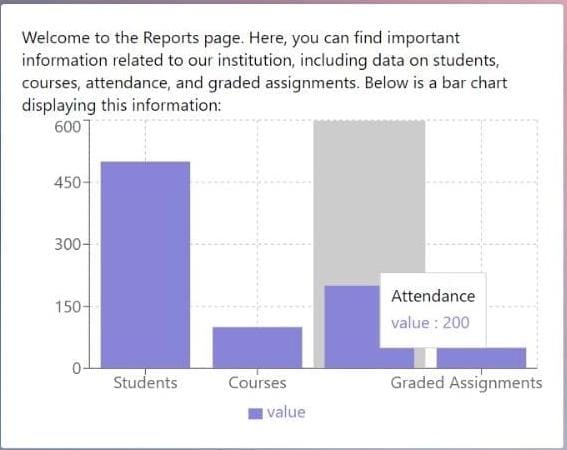 Welcome to the Reports page. Here, you can find important
information related to our institution, including data on students,
courses, attendance, and graded assignments. Below is a bar chart
displaying this information:
600
450
300
150
0
Attendance
value : 200
Students Courses Graded Assignments
value